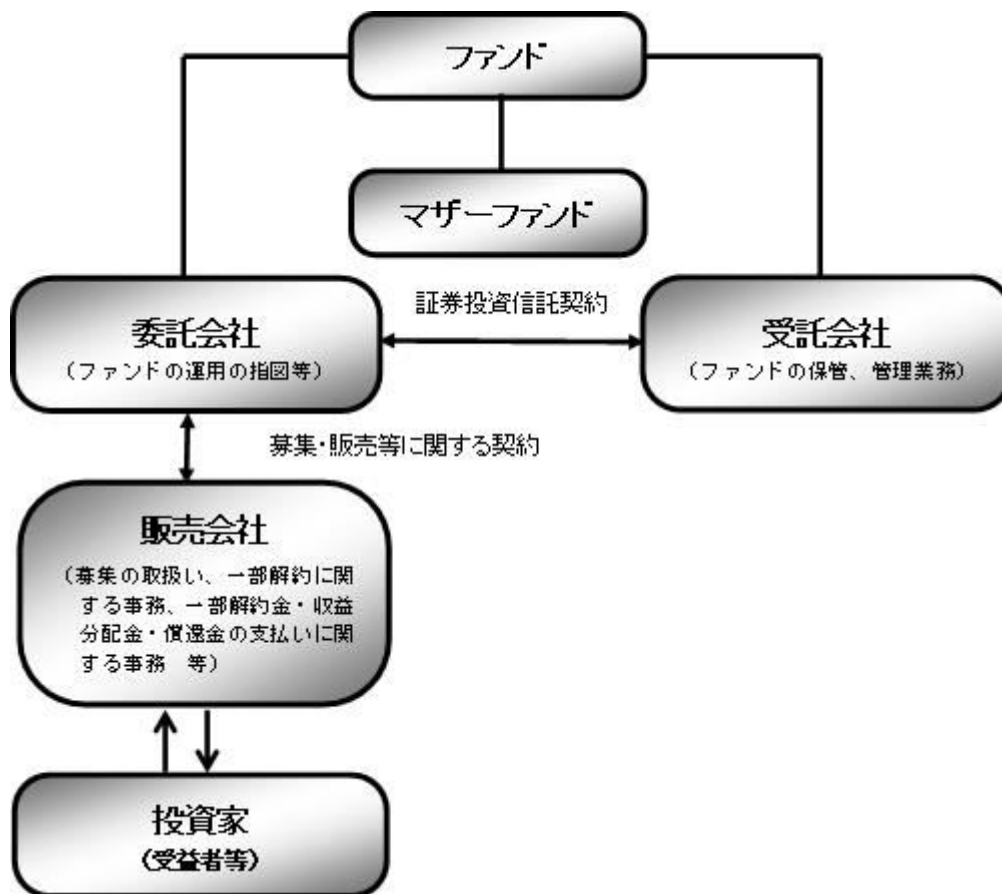 ファンド
マザーファンド
証券投資信託契約
委託会社
（ファンドの運用の指図等）
受託会社
（ファンドの保管、管理業務）
募集・販売等に関する契約
販売会社
（募集の取扱い、一部解約に関
する事務、一部解約金・収益
分配金・償還金の支払いに関
する事務　等）
投資家
（受益者等）